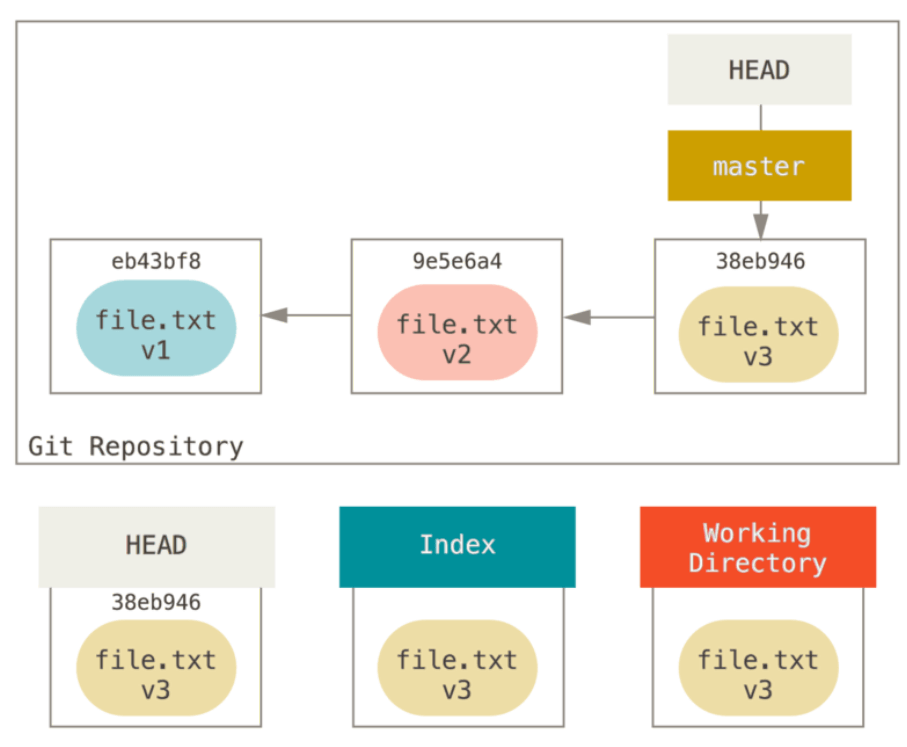 HEAD
master
eb43bf8
file.txt
v1
9e5e6a4
file.txt
v2
38eb946
file.txt
v3
Git Repository
HEAD
38eb946
file.txt
v3
Index
file.txt
v3
Working
Directory
file.txt
v3